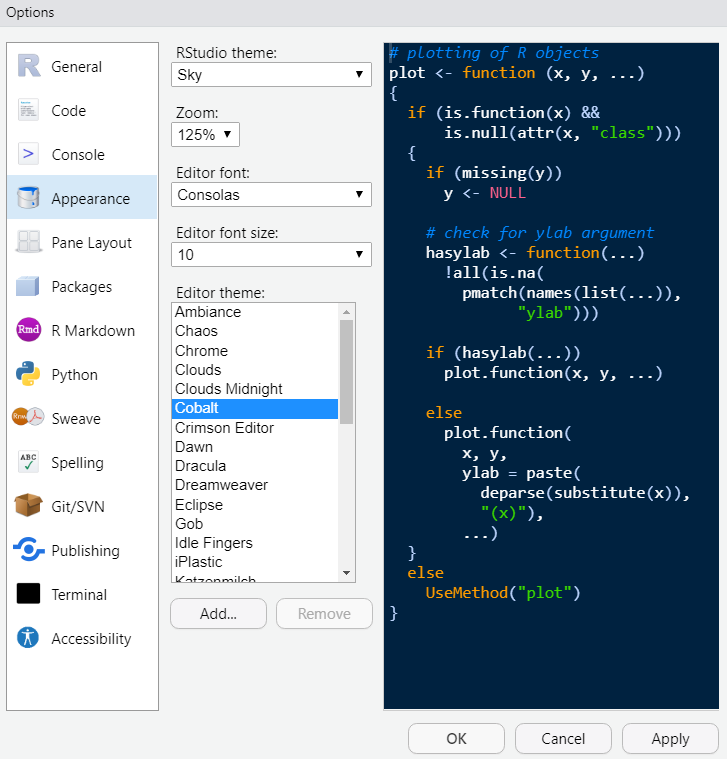 Options
General
Code
Console
Appearance
Pane Layout
Packages
R Markdown
Python
Sweave
Spelling
Git/SVN
Publishing
Terminal
Accessibility
RStudio theme:
Sky
Zoom:
125%
Editor font:
Consolas
Editor font size:
10
Editor theme:
Ambiance
Chaos
Chrome
Clouds
Clouds Midnight
Cobalt
Crimson Editor
Dawn
Dracula
Dreamweaver
Eclipse
Gob
Idle Fingers
iPlastic
Katzenmilch
Add...
Remove
# plotting of R objects
plot <- function (x, y, ...)
{
  if (is.function(x) &&
      is.null(attr(x, "class")))
  {
    if (missing(y))
      y <- NULL

    # check for ylab argument
    hasylab <- function(...)
      !all(is.na(
        pmatch(names(list(...)),
              "ylab")))

    if (hasylab(...))
      plot.function(x, y, ...)

    else
      plot.function(
        x, y,
        ylab = paste(
          deparse(substitute(x)),
          "(x)"),
        ...)
  }
  else
    UseMethod("plot")
}
OK
Cancel
Apply